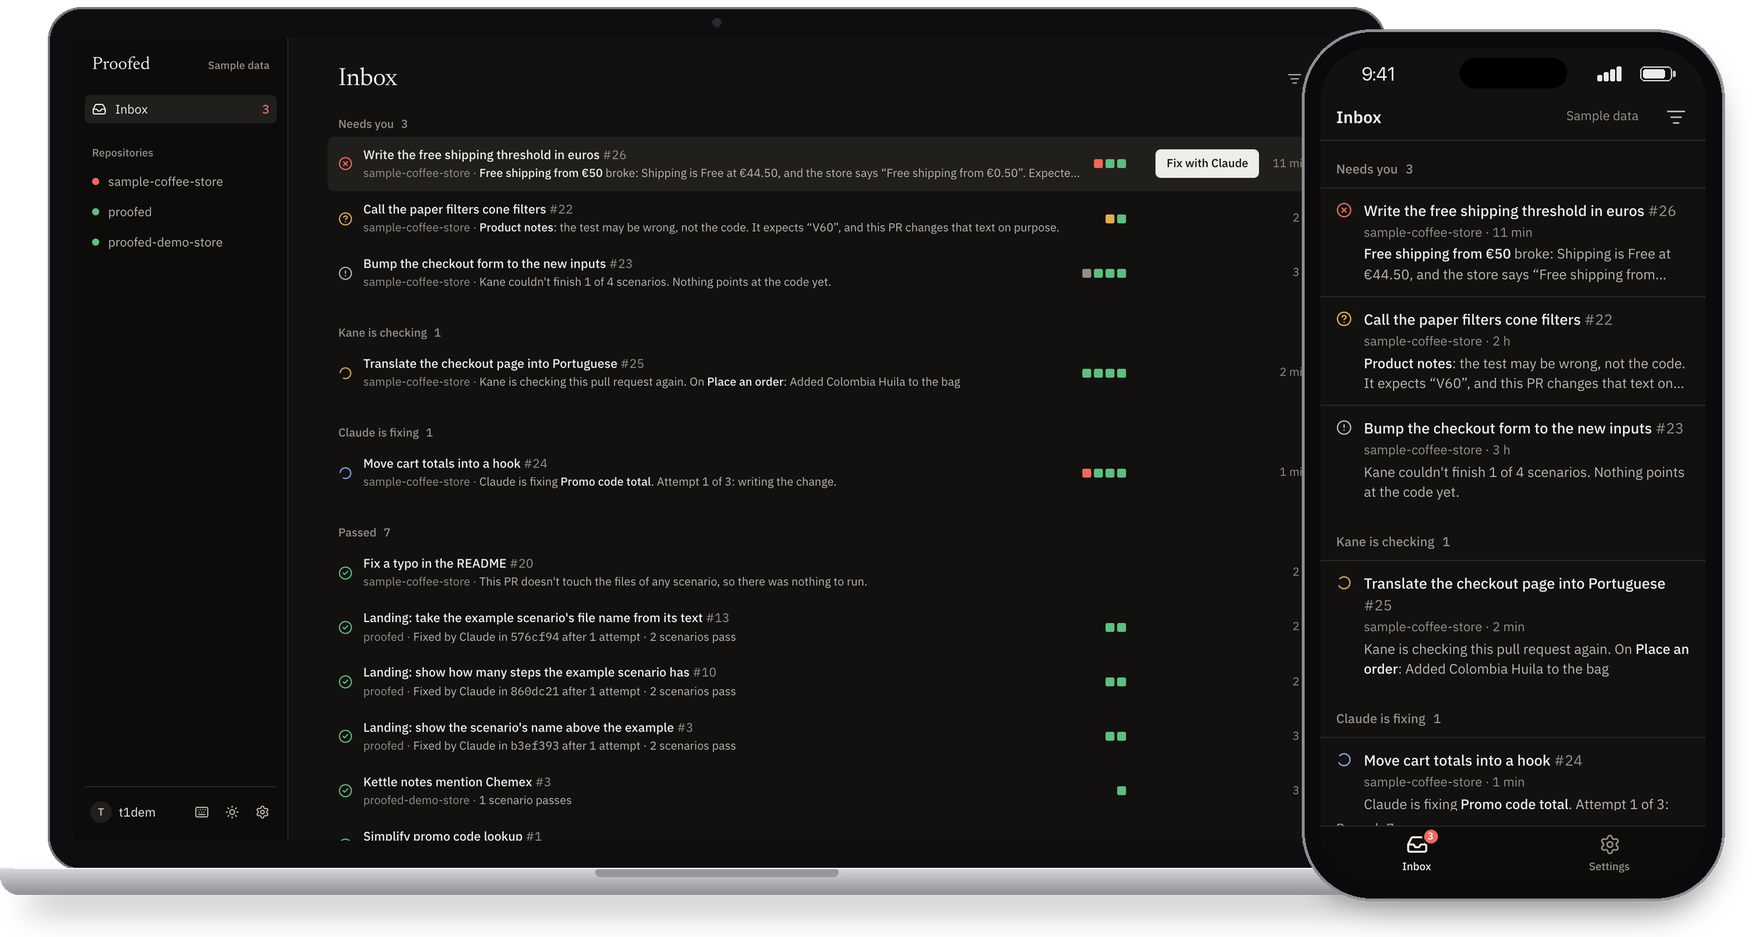 Proofed
Sample data
Inbox 3
Repositories
sample-coffee-store
proofed
proofed-demo-store
T t1dem
Inbox
Needs you 3
Write the free shipping threshold in euros #26
sample-coffee-store · Free shipping from €50 broke: Shipping is Free at €44.50, and the store says “Free shipping from €0.50”. Expecte...
Fix with Claude
11 mi
Call the paper filters cone filters #22
sample-coffee-store · Product notes: the test may be wrong, not the code. It expects “V60”, and this PR changes that text on purpose.
2
Bump the checkout form to the new inputs #23
sample-coffee-store · Kane couldn't finish 1 of 4 scenarios. Nothing points at the code yet.
3
Kane is checking 1
Translate the checkout page into Portuguese #25
sample-coffee-store · Kane is checking this pull request again. On Place an order: Added Colombia Huila to the bag
2 mi
Claude is fixing 1
Move cart totals into a hook #24
sample-coffee-store · Claude is fixing Promo code total. Attempt 1 of 3: writing the change.
1 mi
Passed 7
Fix a typo in the README #20
sample-coffee-store · This PR doesn't touch the files of any scenario, so there was nothing to run.
2
Landing: take the example scenario's file name from its text #13
proofed · Fixed by Claude in 576cf94 after 1 attempt · 2 scenarios pass
2
Landing: show how many steps the example scenario has #10
proofed · Fixed by Claude in 860dc21 after 1 attempt · 2 scenarios pass
2
Landing: show the scenario's name above the example #3
proofed · Fixed by Claude in b3ef393 after 1 attempt · 2 scenarios pass
3
Kettle notes mention Chemex #3
proofed-demo-store · 1 scenario passes
3
Simplify promo code lookup #1
9:41
Inbox
Sample data
Needs you 3
Write the free shipping threshold in euros #26
sample-coffee-store · 11 min
Free shipping from €50 broke: Shipping is Free at
€44.50, and the store says “Free shipping from...
Call the paper filters cone filters #22
sample-coffee-store · 2 h
Product notes: the test may be wrong, not the code.
It expects “V60”, and this PR changes that text on...
Bump the checkout form to the new inputs #23
sample-coffee-store · 3 h
Kane couldn't finish 1 of 4 scenarios. Nothing points
at the code yet.
Kane is checking 1
Translate the checkout page into Portuguese
#25
sample-coffee-store · 2 min
Kane is checking this pull request again. On Place an
order: Added Colombia Huila to the bag
Claude is fixing 1
Move cart totals into a hook #24
sample-coffee-store · 1 min
Claude is fixing Promo code total. Attempt 1 of 3:
3
Inbox
Settings